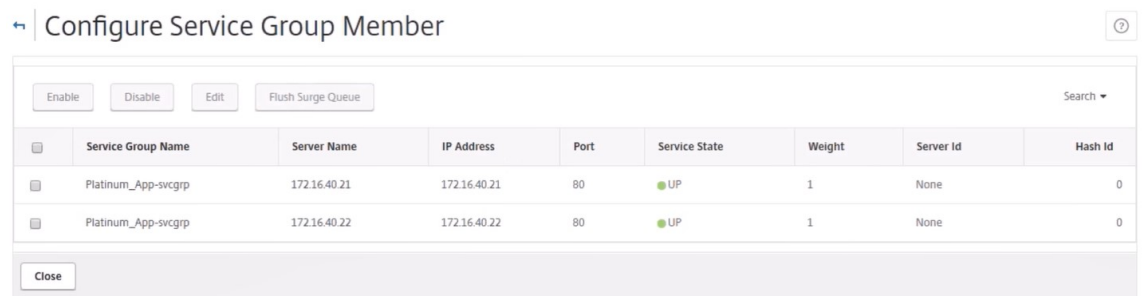 Configure Service Group Member
?
Enable Disable Edit Flush Surge Queue Search
Service Group Name Server Name IP Address Port Service State Weight Server Id Hash Id
Platinum_App-svcgrp 172.16.40.21 172.16.40.21 80 UP 1 None 0
Platinum_App-svcgrp 172.16.40.22 172.16.40.22 80 UP 1 None 0
Close